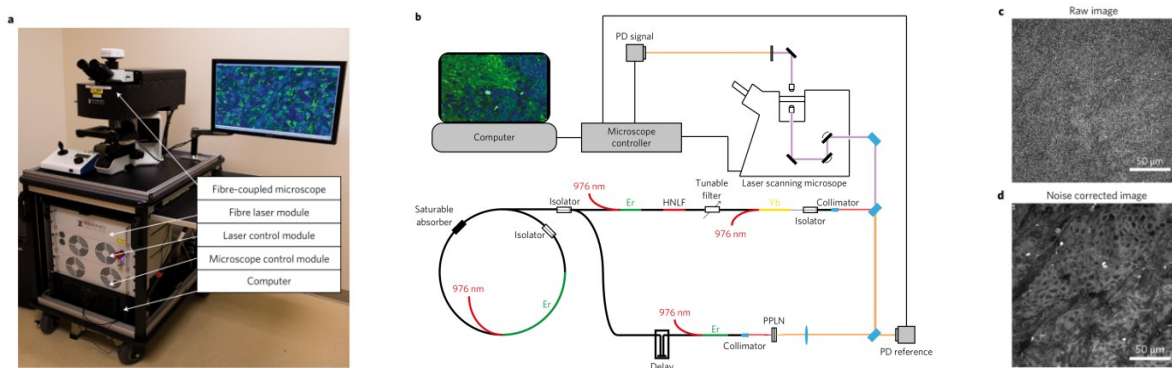 a
Fibre-coupled microscope
Fibre laser module
Laser control module
Microscope control module
Computer
b
PD signal
Computer
Microscope
controller
Laser scanning microsope
976 nm
Er
HNLF
Tunable
filter
976 nm
Yb
Isolator
Collimator
Isolator
Saturable
absorber
Isolator
976 nm
Er
976 nm
Er
Collimator
PPLN
Delay
PD reference
c
Raw image
50 µm
d
Noise corrected image
50 µm